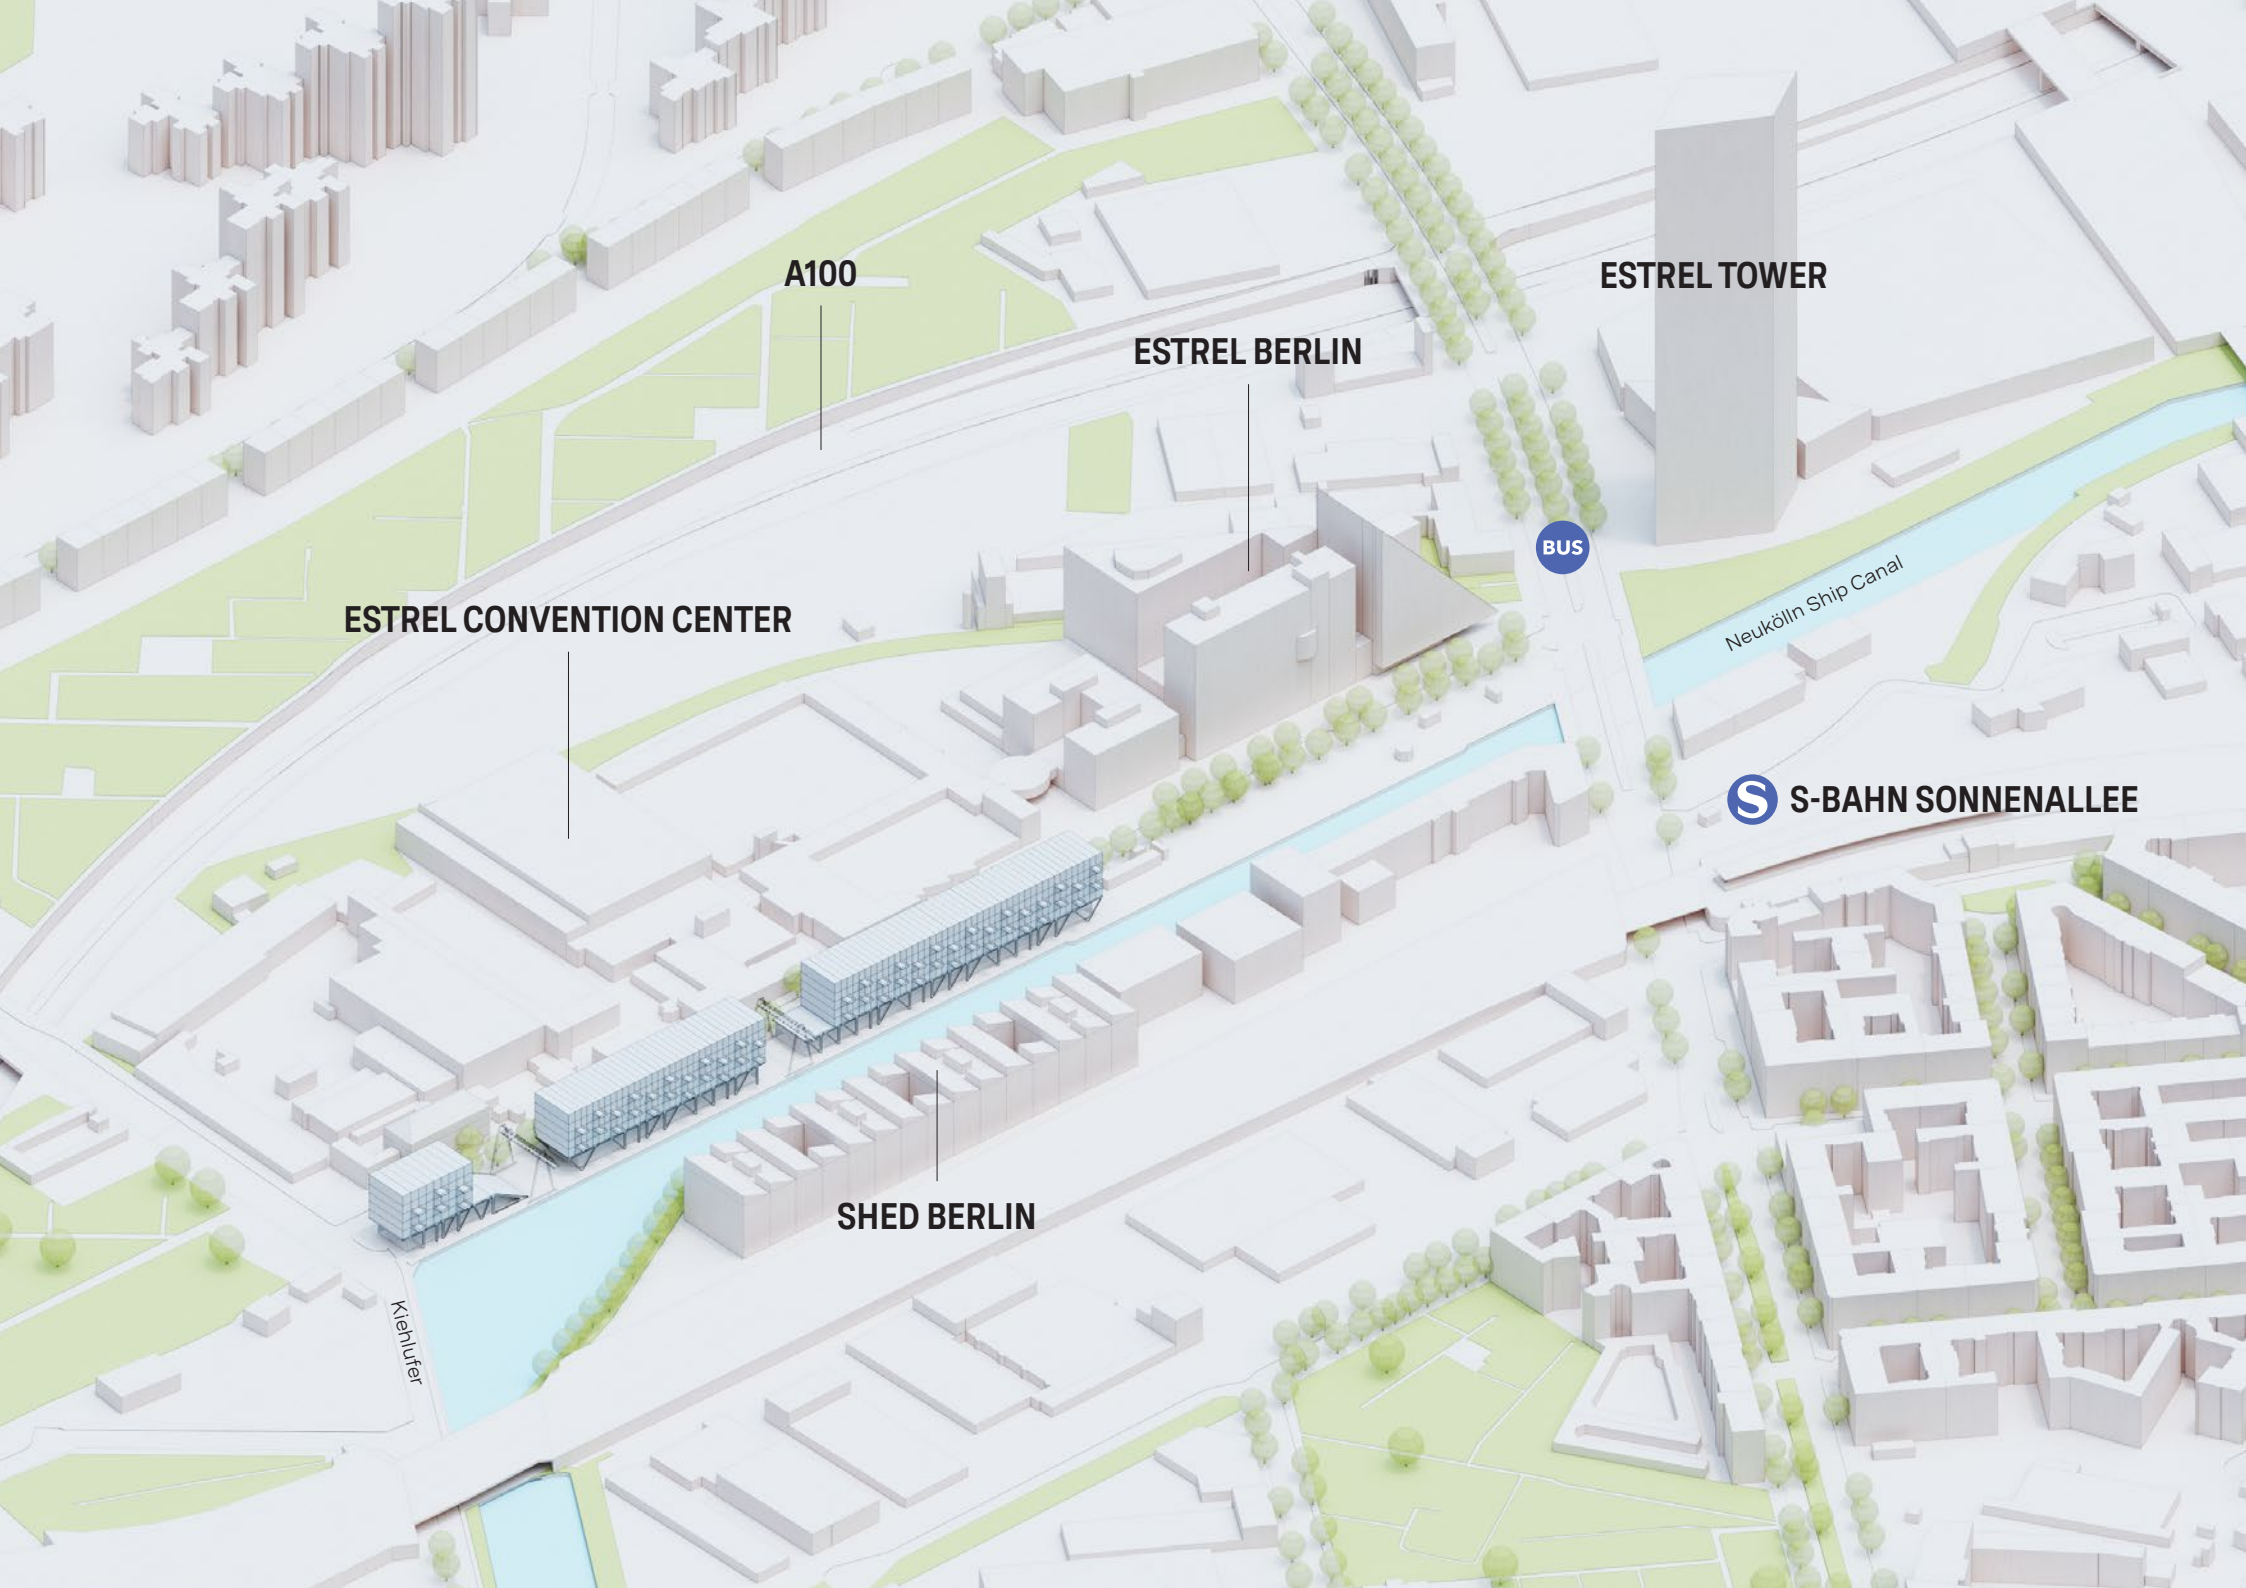 A100
ESTREL TOWER
ESTREL BERLIN
BUS
Neukölln Ship Canal
ESTREL CONVENTION CENTER
S S-BAHN SONNENALLEE
SHED BERLIN
Kiehlufer